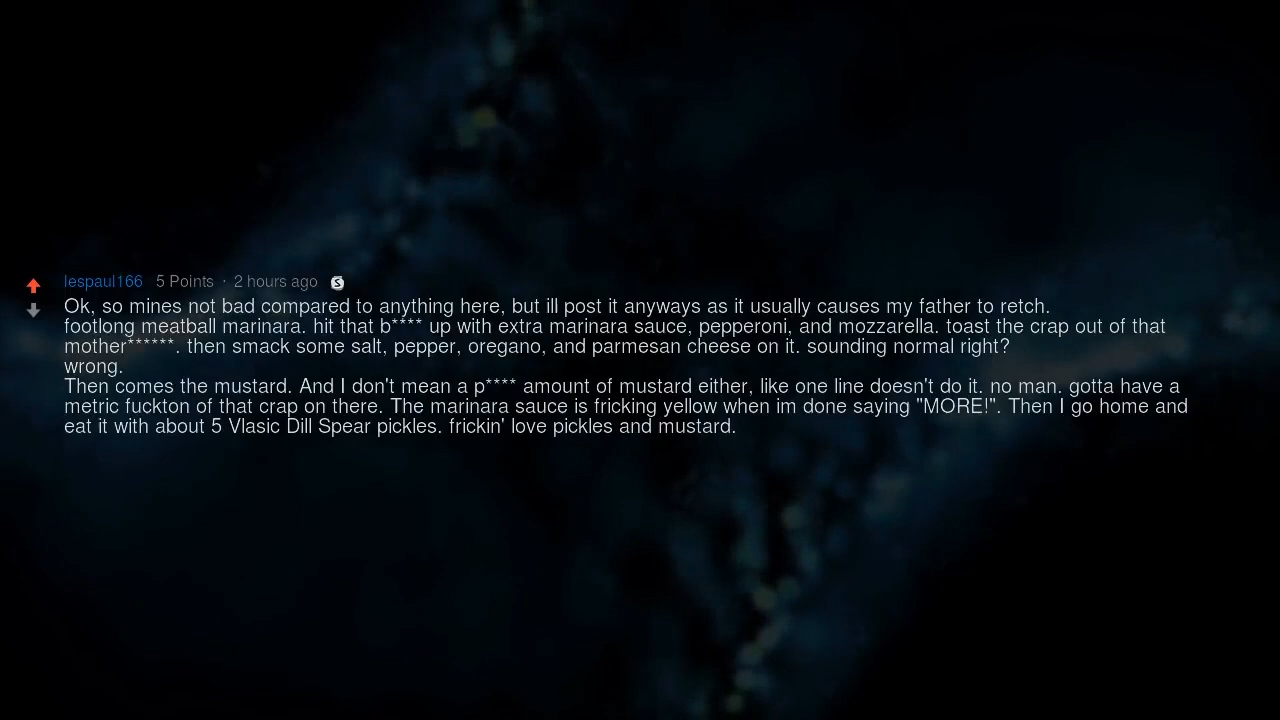 lespaul166 5 Points · 2 hours ago S
Ok, so mines not bad compared to anything here, but ill post it anyways as it usually causes my father to retch.
footlong meatball marinara. hit that b**** up with extra marinara sauce, pepperoni, and mozzarella. toast the crap out of that
mother******. then smack some salt, pepper, oregano, and parmesan cheese on it. sounding normal right?
wrong.
Then comes the mustard. And I don't mean a p**** amount of mustard either, like one line doesn't do it. no man. gotta have a
metric fuckton of that crap on there. The marinara sauce is fricking yellow when im done saying "MORE!". Then I go home and
eat it with about 5 Vlasic Dill Spear pickles. frickin' love pickles and mustard.